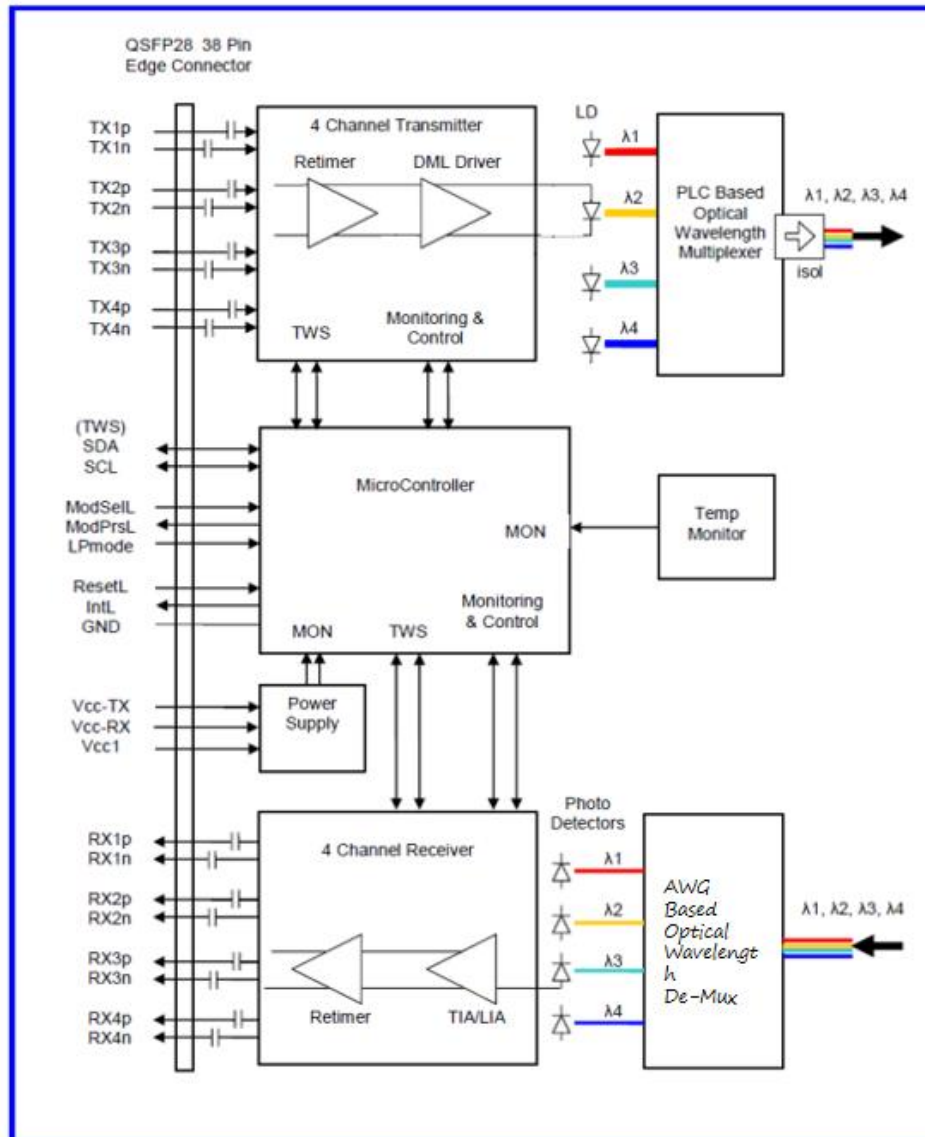 QSFP28 38 Pin
Edge Connector
TX1p
TX1n
TX2p
TX2n
TX3p
TX3n
TX4p
TX4n
4 Channel Transmitter
Retimer
DML Driver
TWS
Monitoring &
Control
LD
λ1
λ2
λ3
λ4
PLC Based
Optical
Wavelength
Multiplexer
isol
λ1, λ2, λ3, λ4
(TWS)
SDA
SCL
ModSelL
ModPrsL
LPmode
ResetL
IntL
GND
MicroController
MON
Monitoring
& Control
MON
TWS
Temp
Monitor
Vcc-TX
Vcc-RX
Vcc1
Power
Supply
RX1p
RX1n
RX2p
RX2n
RX3p
RX3n
RX4p
RX4n
4 Channel Receiver
Retimer
TIA/LIA
Photo
Detectors
λ1
λ2
λ3
λ4
AWG
Based
Optical
Wavelengt
h
De-Mux
λ1, λ2, λ3, λ4